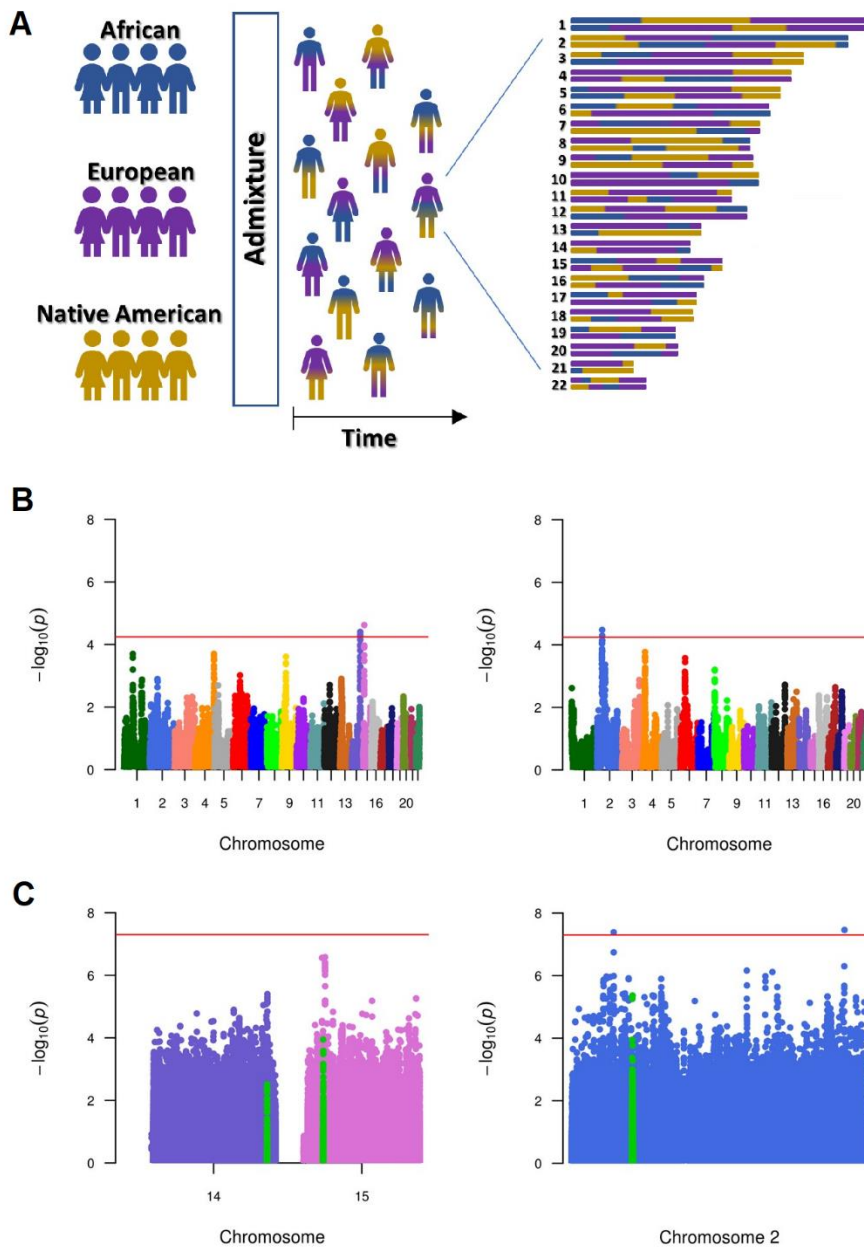 A
African
European
Native American
Admixture
Time
1
2
3
4
5
6
7
8
9
10
11
12
13
14
15
16
17
18
19
20
21
22
B
8
6
4
2
0
−log10(p)
1 2 3 4 5 7 9 11 13 16 20
Chromosome
8
6
4
2
0
−log10(p)
1 2 3 4 5 7 9 11 13 16 20
Chromosome
C
8
6
4
2
0
−log10(p)
14 15
Chromosome
8
6
4
2
0
−log10(p)
Chromosome 2